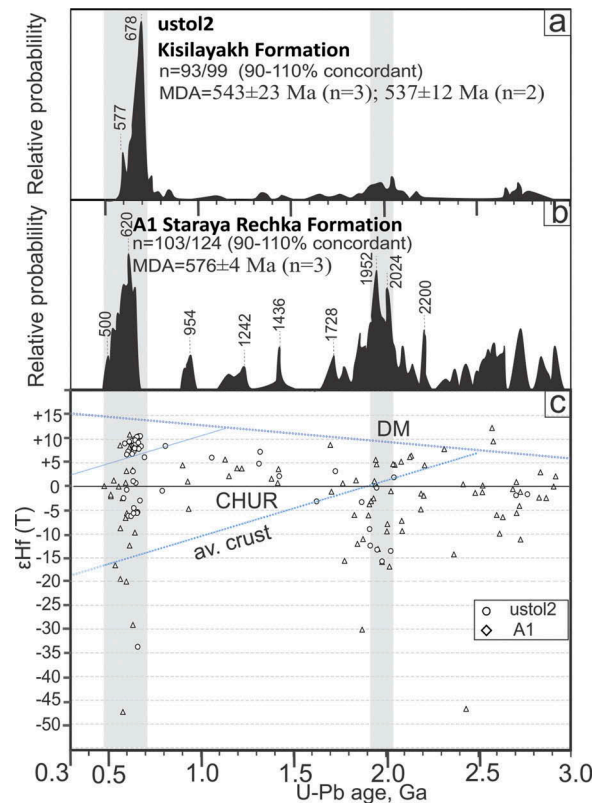 a
ustol2
Kisilayakh Formation
n=93/99 (90-110% concordant)
MDA=543±23 Ma (n=3); 537±12 Ma (n=2)
678
577
Relative probablility
b
A1 Staraya Rechka Formation
n=103/124 (90-110% concordant)
MDA=576±4 Ma (n=3)
500
620
954
1242
1436
1728
1952
2024
2200
Relative probablility
c
+15
+10
+5
0
-5
-10
-15
-20
-25
-30
-35
-40
-45
-50
εHf (T)
DM
CHUR
av. crust
ustol2
A1
0.3 0.5 1.0 1.5 2.0 2.5 3.0
U-Pb age, Ga